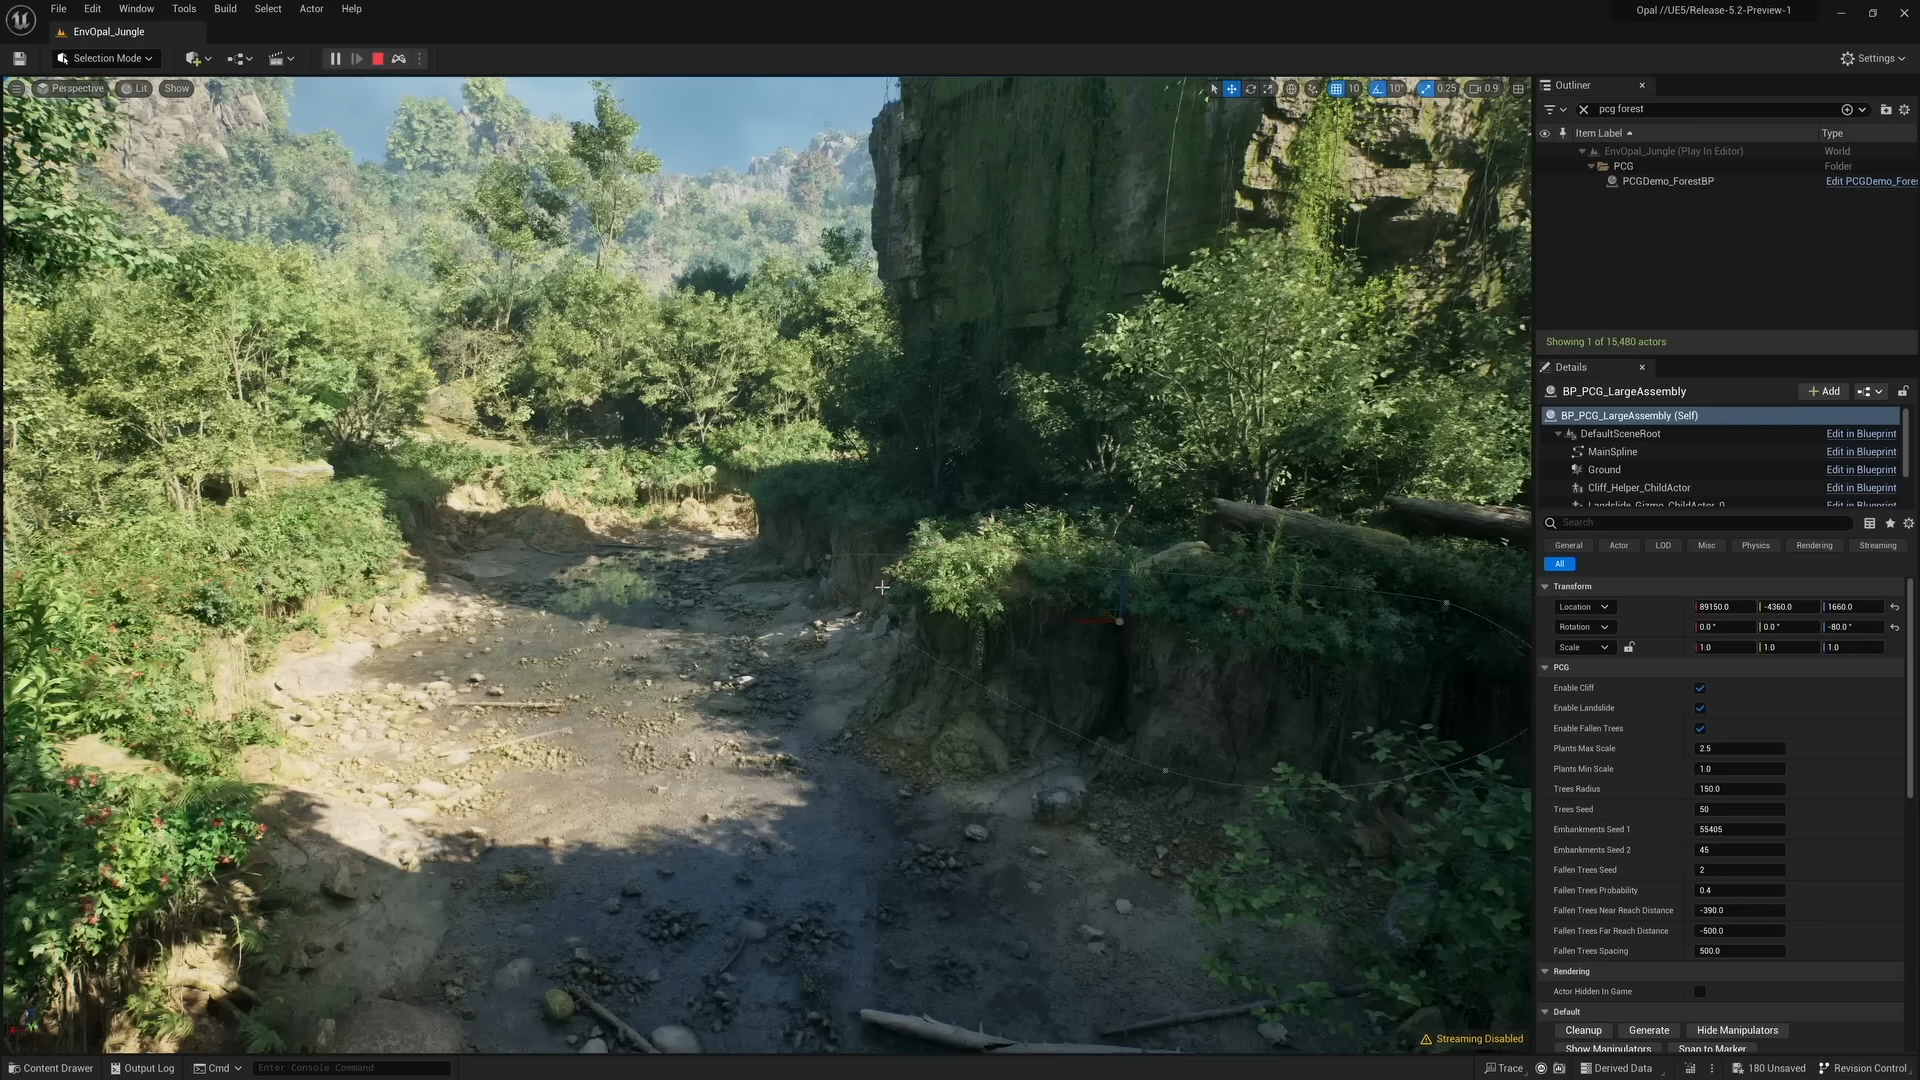 File Edit Window Tools Build Select Actor Help
Opal //UE5/Release-5.2-Preview-1
EnvOpal_Jungle
Selection Mode
Settings
Perspective Lit Show
10 10° 0.25 0.9
Outliner
pcg forest
Item Label Type
EnvOpal_Jungle (Play In Editor) World
PCG Folder
PCGDemo_ForestBP Edit PCGDemo_Fores
Showing 1 of 15,480 actors
Details
BP_PCG_LargeAssembly Add
BP_PCG_LargeAssembly (Self)
DefaultSceneRoot Edit in Blueprint
MainSpline Edit in Blueprint
Ground Edit in Blueprint
Cliff_Helper_ChildActor Edit in Blueprint
Landslide_Gizmo_ChildActor_0 Edit in Blueprint
Search
General Actor LOD Misc Physics Rendering Streaming
All
Transform
Location 89150.0 -4360.0 1660.0
Rotation 0.0 ° 0.0 ° -80.0 °
Scale 1.0 1.0 1.0
PCG
Enable Cliff
Enable Landslide
Enable Fallen Trees
Plants Max Scale 2.5
Plants Min Scale 1.0
Trees Radius 150.0
Trees Seed 50
Embankments Seed 1 55405
Embankments Seed 2 45
Fallen Trees Seed 2
Fallen Trees Probability 0.4
Fallen Trees Near Reach Distance -390.0
Fallen Trees Far Reach Distance -500.0
Fallen Trees Spacing 500.0
Rendering
Actor Hidden In Game
Default
Cleanup Generate Hide Manipulators
Show Manipulators Snap to Marker
Streaming Disabled
Content Drawer Output Log Cmd Enter Console Command
Trace Derived Data 180 Unsaved Revision Control